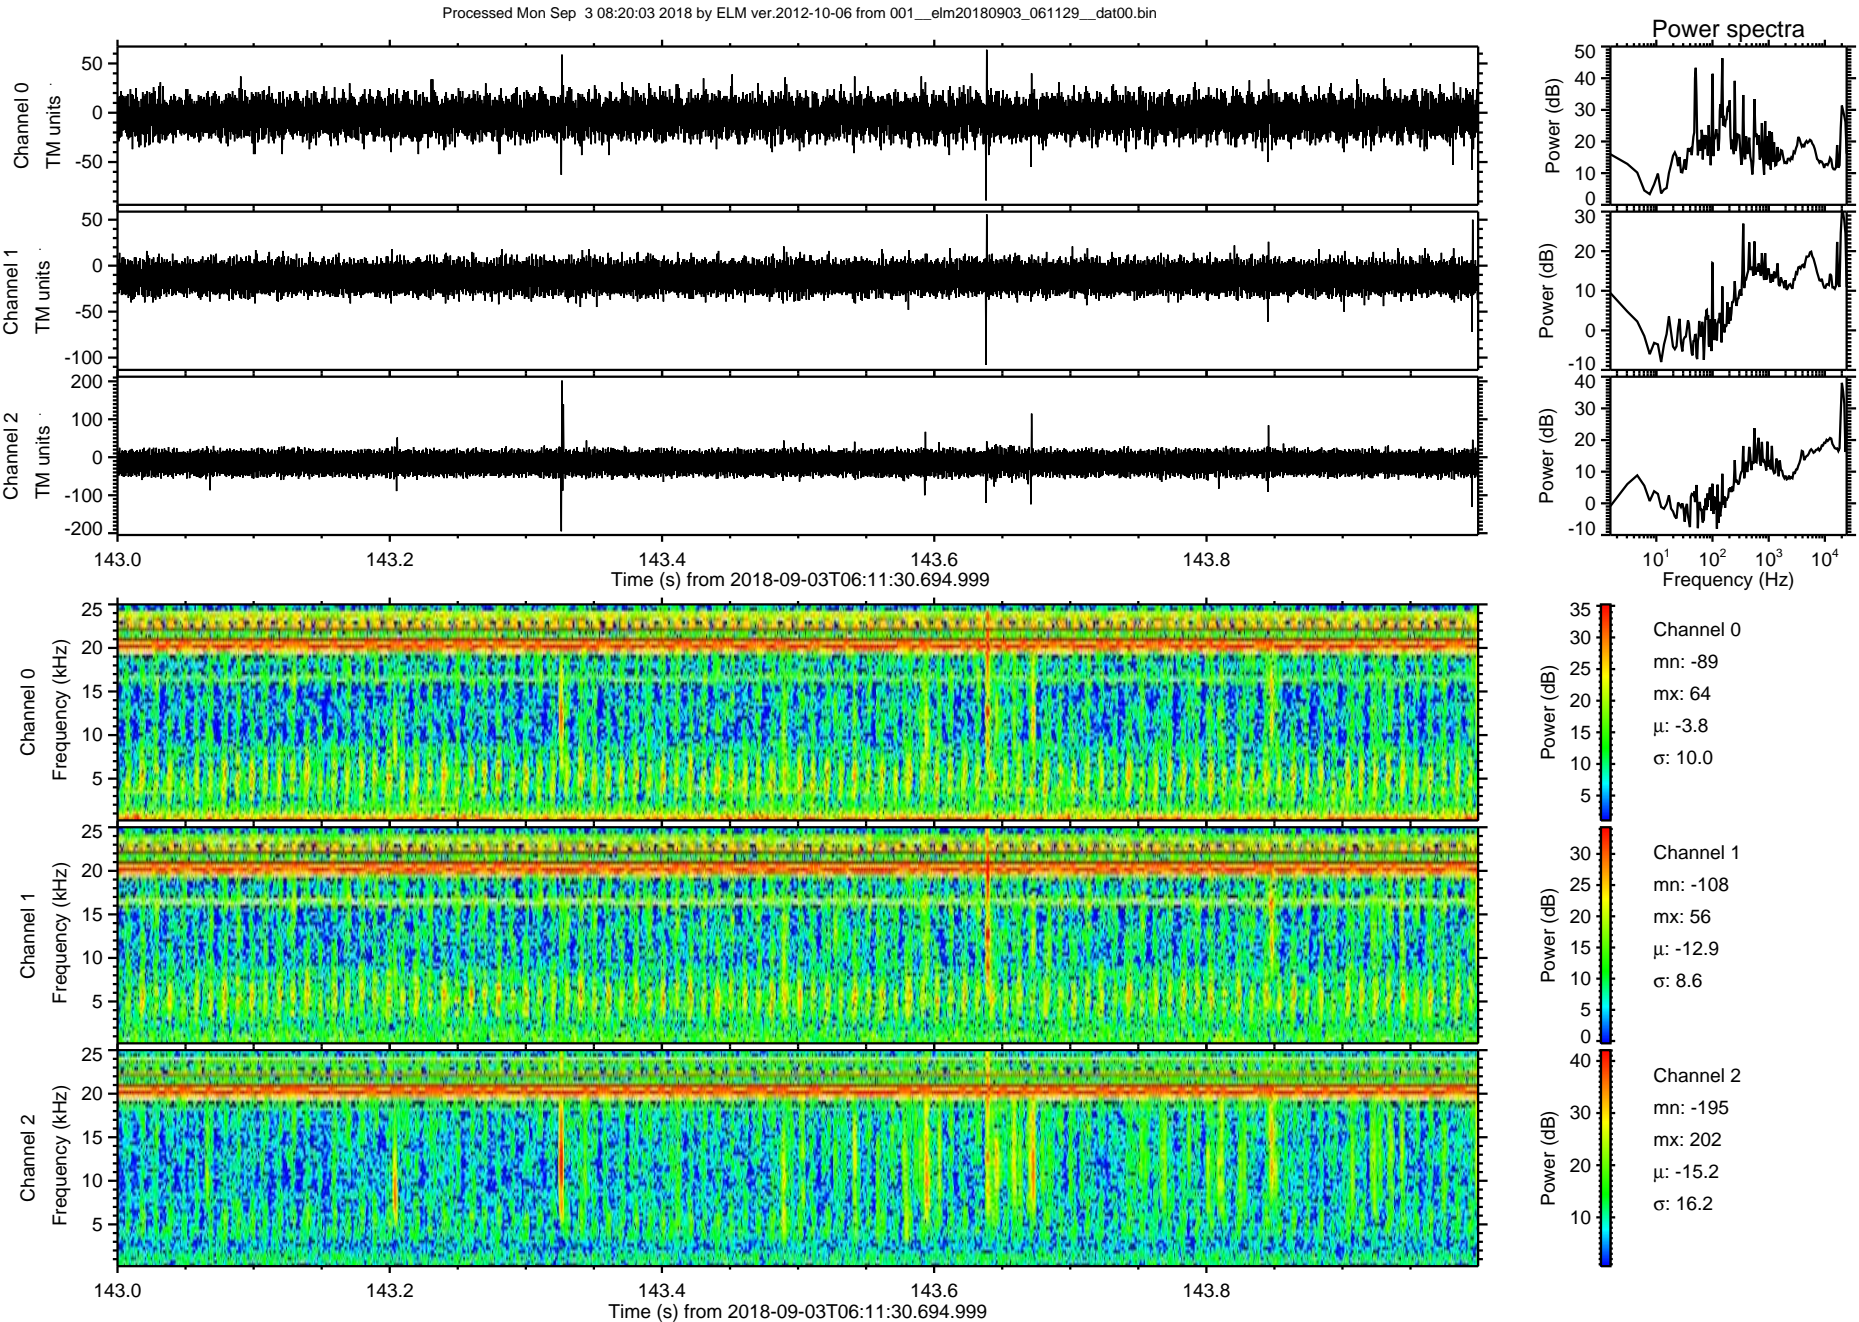 Processed Mon Sep  3 08:20:03 2018 by ELM ver.2012-10-06 from 001__elm20180903_061129__dat00.bin
Power spectra
Channel 0
TM units
50
0
-50
Power (dB)
50
40
30
20
10
0
Channel 1
TM units
50
0
-50
-100
Power (dB)
30
20
10
0
-10
Channel 2
TM units
200
100
0
-100
-200
Power (dB)
40
30
20
10
0
-10
143.0 143.2 143.4 143.6 143.8
Time (s) from 2018-09-03T06:11:30.694.999
10^1 10^2 10^3 10^4
Frequency (Hz)
Channel 0
Frequency (kHz)
25
20
15
10
5
Power (dB)
35
30
25
20
15
10
5
Channel 0
mn: -89
mx: 64
μ: -3.8
σ: 10.0
Channel 1
Frequency (kHz)
25
20
15
10
5
Power (dB)
30
25
20
15
10
5
0
Channel 1
mn: -108
mx: 56
μ: -12.9
σ: 8.6
Channel 2
Frequency (kHz)
25
20
15
10
5
Power (dB)
40
30
20
10
Channel 2
mn: -195
mx: 202
μ: -15.2
σ: 16.2
143.0 143.2 143.4 143.6 143.8
Time (s) from 2018-09-03T06:11:30.694.999